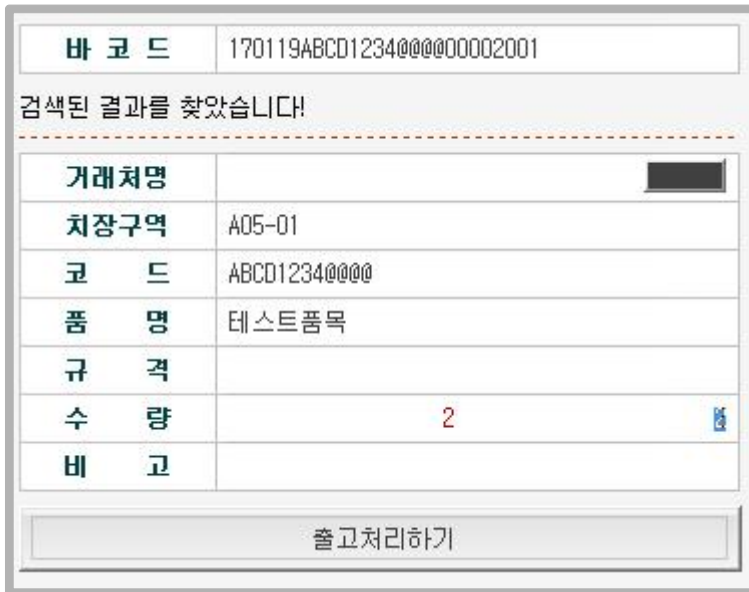 바 코 드 170119ABCD1234@@@@00002001
검색된 결과를 찾았습니다!
거래처명
치장구역 A05-01
코 드 ABCD1234@@@@
품 명 테스트품목
규 격
수 량 2
비 고
출고처리하기